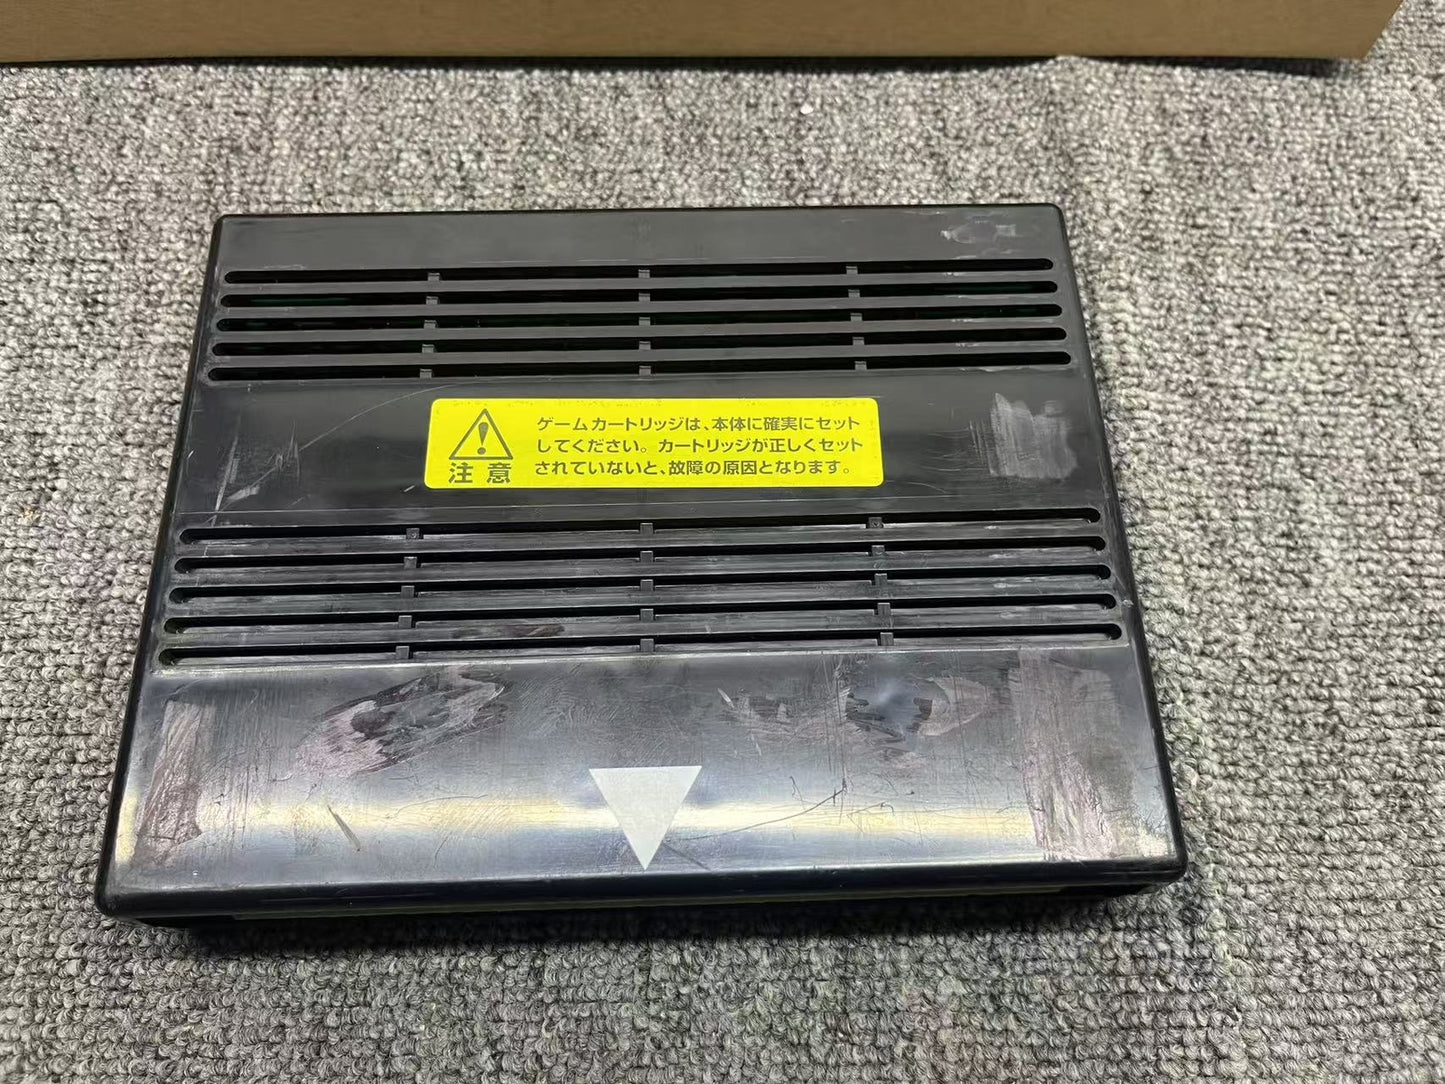 ゲームカートリッジは、本体に確実にセット
してください。カートリッジが正しくセット
されていないと、故障の原因となります。
注意